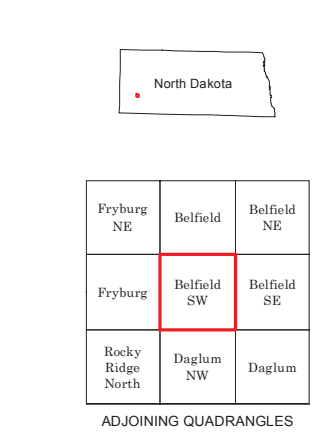 North Dakota
Fryburg
NE
Belfield
Belfield
NE
Fryburg
Belfield
SW
Belfield
SE
Rocky
Ridge
North
Daglum
NW
Daglum
ADJOINING QUADRANGLES